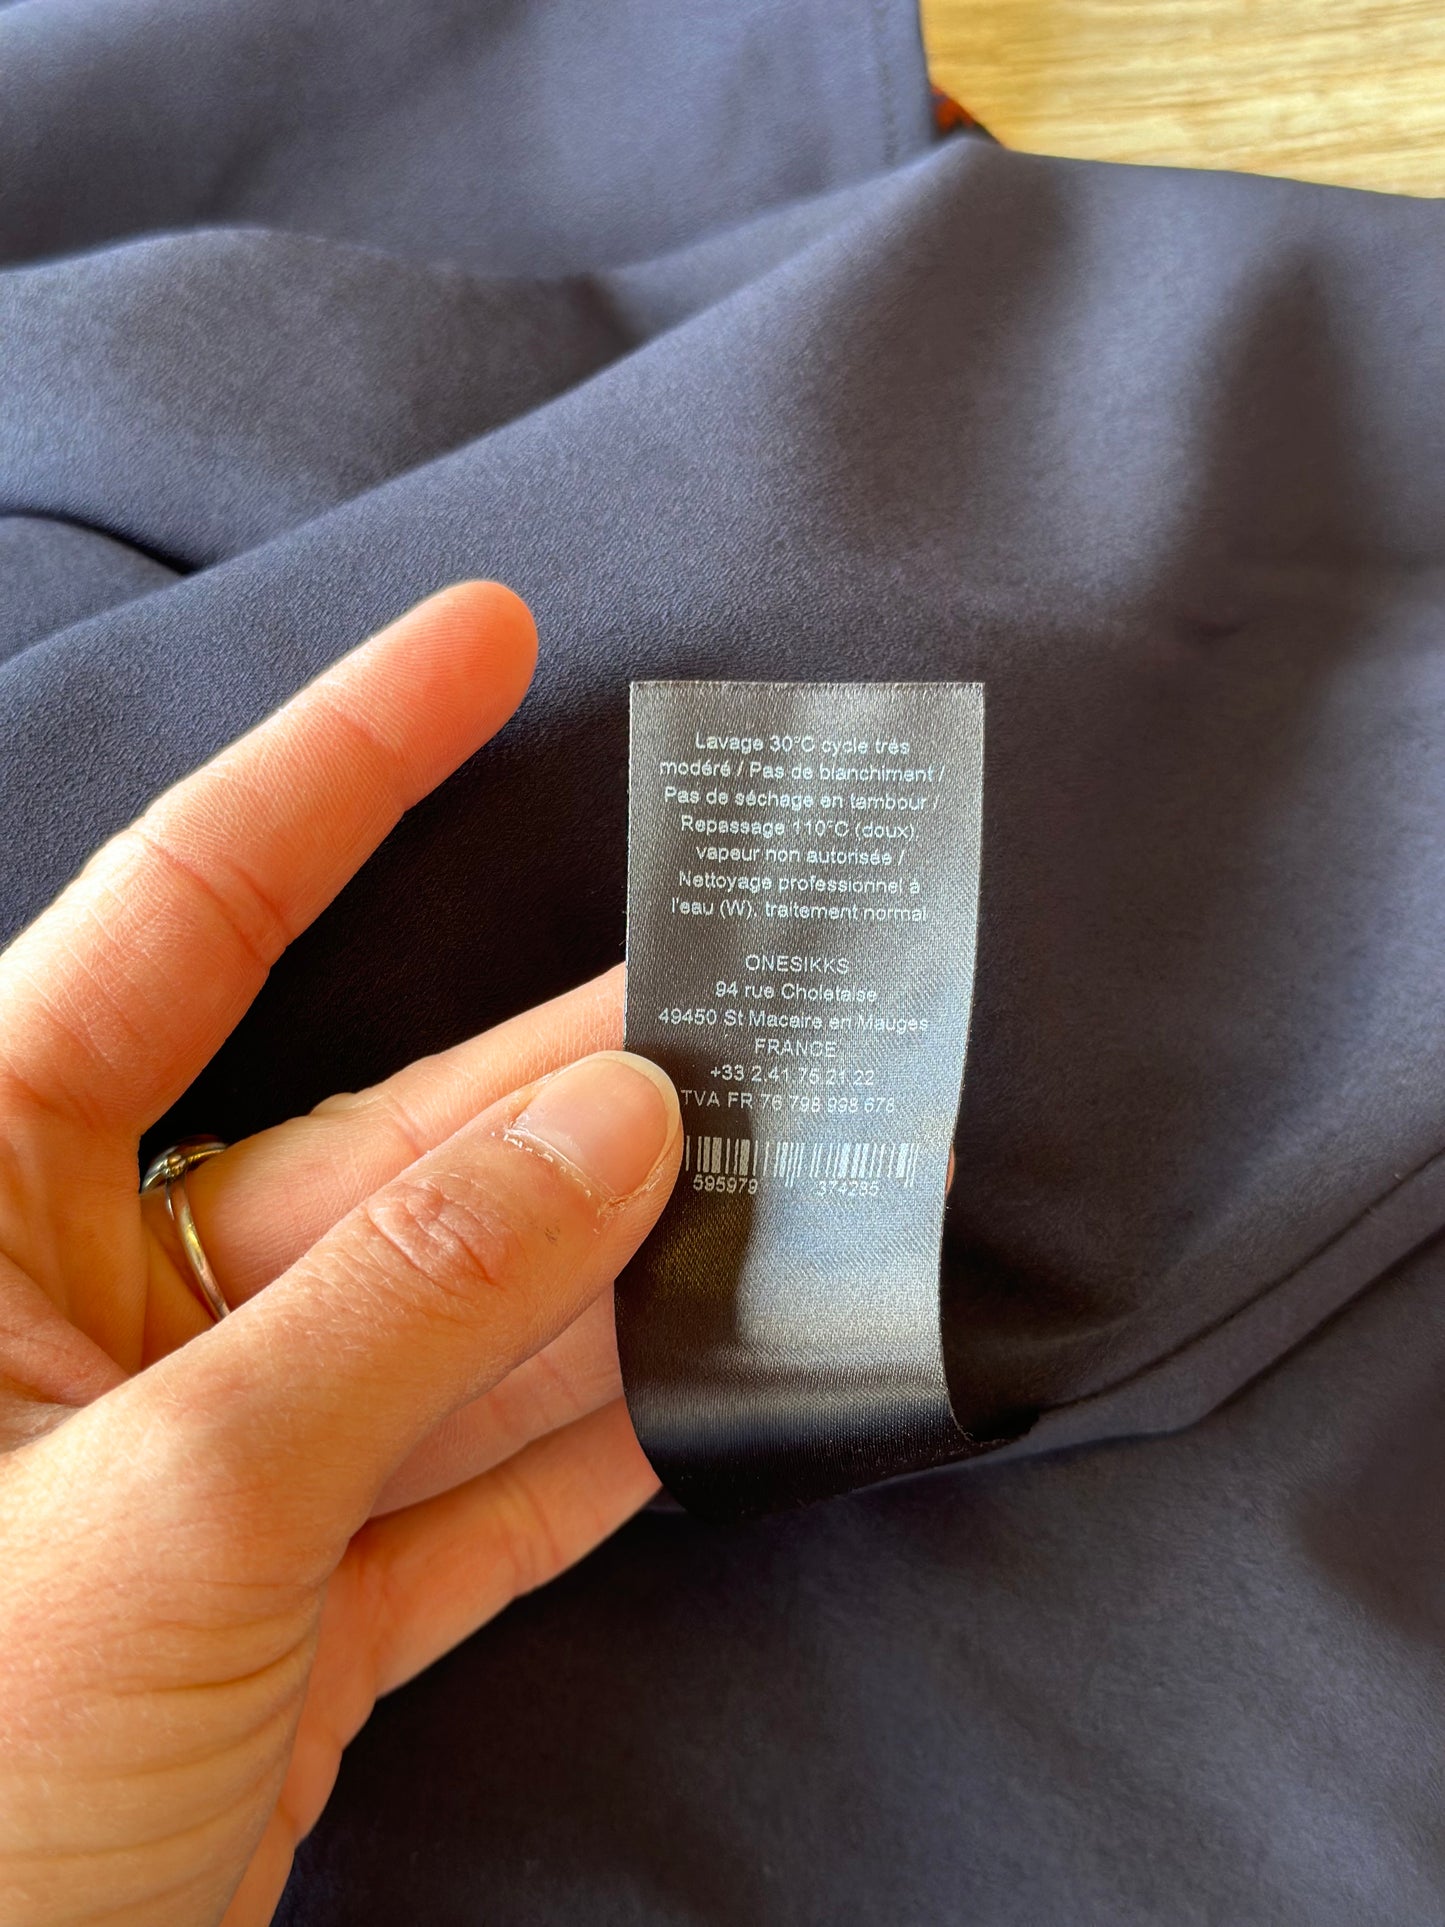 Lavage 30°C cycle très
modéré / Pas de blanchiment /
Pas de séchage en tambour /
Repassage 110°C (doux),
vapeur non autorisée /
Nettoyage professionnel à
l'eau (W), traitement normal
ONESIKKS
94 rue Choletaise
49450 St Macaire en Mauges
FRANCE
+33 2.41.75.21.22
TVA FR 76 798 998 678
595979 374285